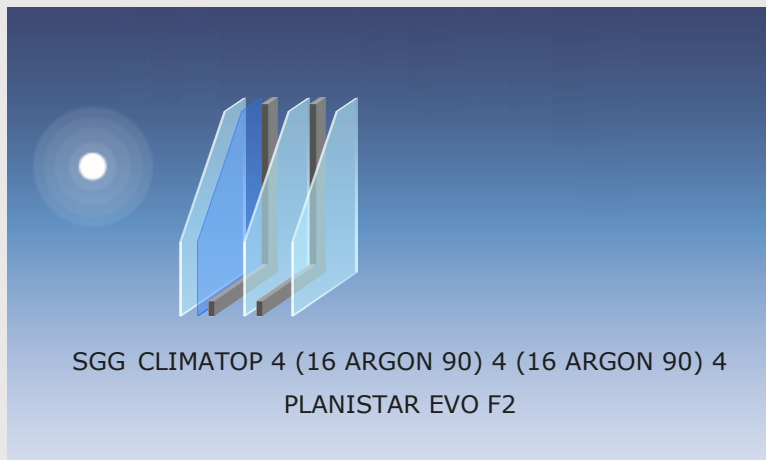 SGG CLIMATOP 4 (16 ARGON 90) 4 (16 ARGON 90) 4
PLANISTAR EVO F2